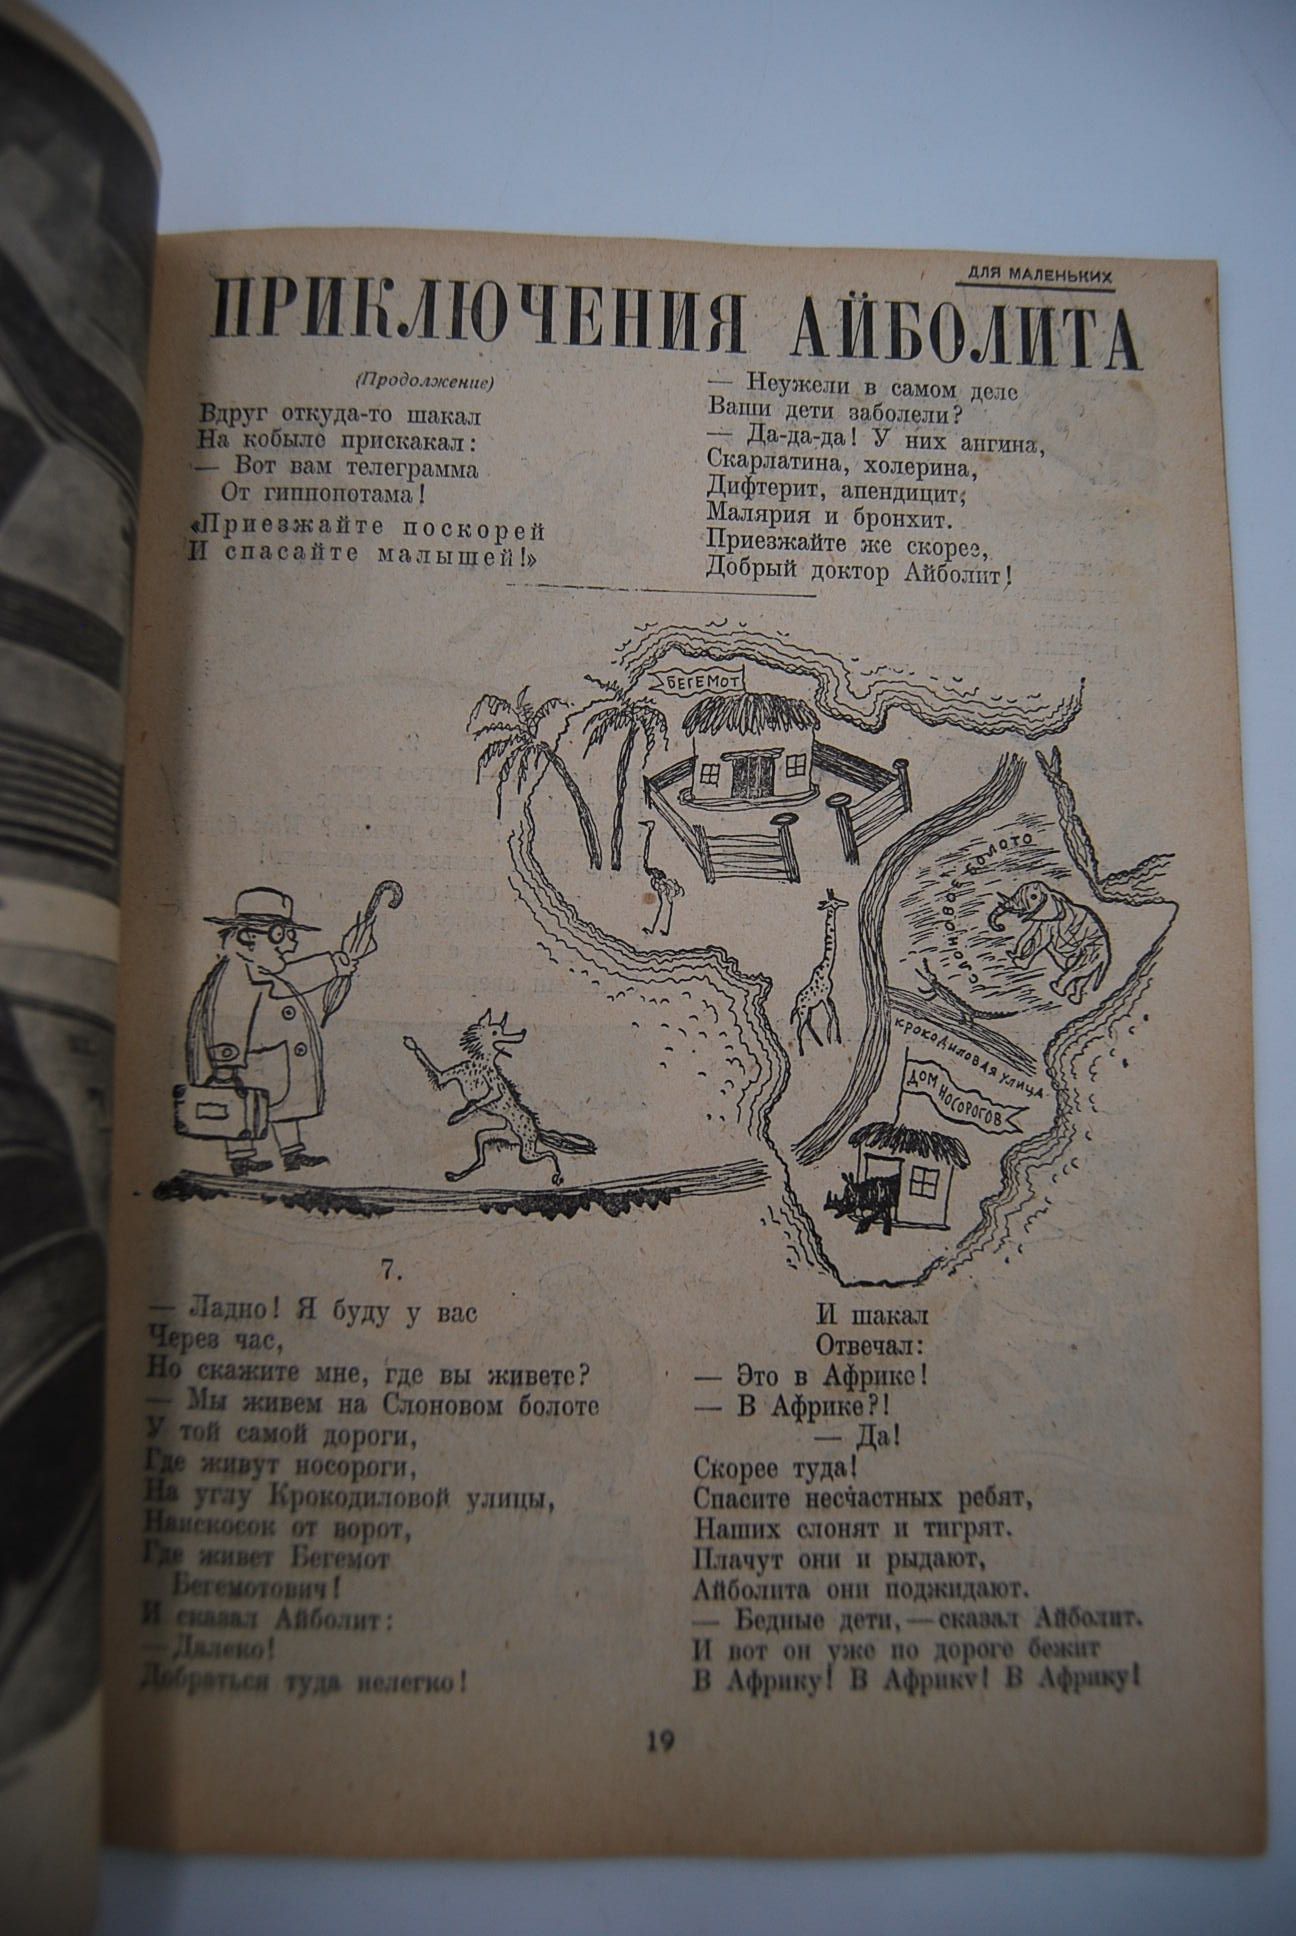 ДЛЯ МАЛЕНЬКИХ
ПРИКЛЮЧЕНИЯ АЙБОЛИТА
(Продолжение)
Вдруг откуда-то шакал
На кобыле прискакал:
— Вот вам телеграмма
От гиппопотама!
«Приезжайте поскорей
И спасайте малышей!»
— Неужели в самом деле
Ваши дети заболели?
— Да-да-да! У них ангина,
Скарлатина, холерина,
Дифтерит, апендицит,
Малярия и бронхит.
Приезжайте же скорее,
Добрый доктор Айболит!
БЕГЕМОТ
СЛОНОВОЕ БОЛОТО
КРОКОДИЛОВАЯ УЛИЦА
ДОМ НОСОРОГОВ
7.
— Ладно! Я буду у вас
Через час,
Но скажите мне, где вы живете?
— Мы живем на Слоновом болоте
У той самой дороги,
Где живут носороги,
На углу Крокодиловой улицы,
Наискосок от ворот,
Где живет Бегемот
Бегемотович!
И сказал Айболит:
— Далеко!
Добраться туда нелегко!
И шакал
Отвечал:
— Это в Африке!
— В Африке?!
— Да!
Скорее туда!
Спасите несчастных ребят,
Наших слонят и тигрят.
Плачут они и рыдают,
Айболита они поджидают.
— Бедные дети, — сказал Айболит.
И вот он уже по дороге бежит
В Африку! В Африку! В Африку!
19